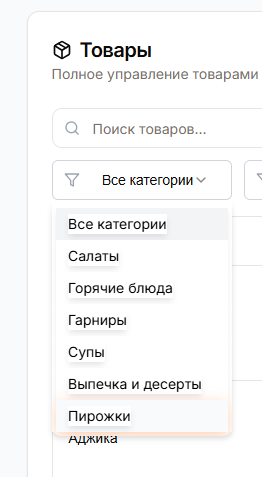 Товары
Полное управление товарами
Поиск товаров...
Все категории
Все категории
Салаты
Горячие блюда
Гарниры
Супы
Выпечка и десерты
Пирожки
Аджика